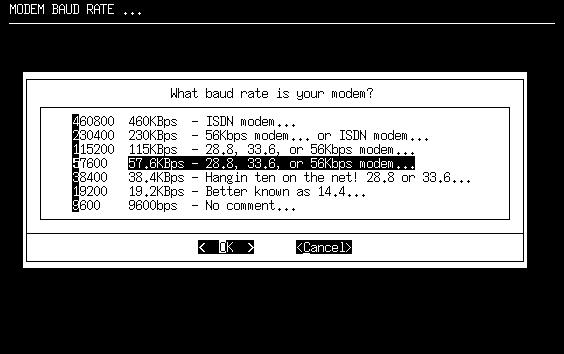 MODEM BAUD RATE ...
What baud rate is your modem?
460800 460KBps - ISDN modem...
230400 230KBps - 56Kbps modem... or ISDN modem...
115200 115KBps - 28.8, 33.6, or 56Kbps modem...
57600 57.6KBps - 28.8, 33.6, or 56Kbps modem...
38400 38.4KBps - Hangin ten on the net! 28.8 or 33.6...
19200 19.2KBps - Better known as 14.4...
9600 9600bps - No comment...
< OK > <Cancel>